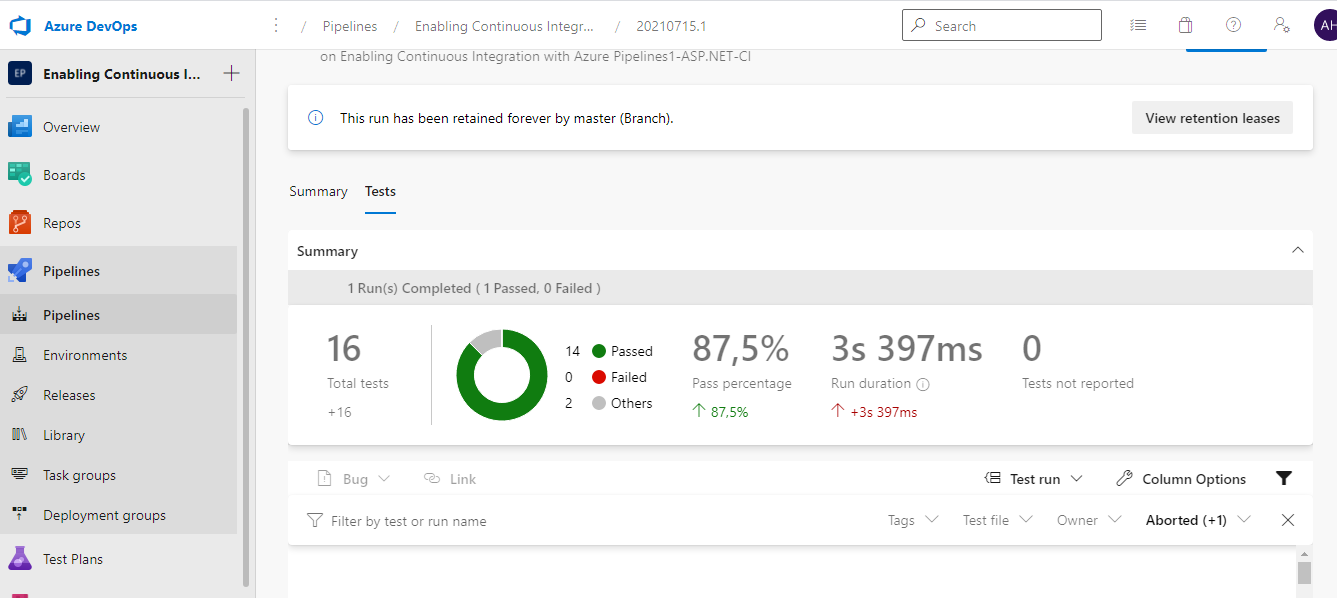 Azure DevOps
/ Pipelines / Enabling Continuous Integr... / 20210715.1
Search
AH
EP Enabling Continuous I...
Overview
Boards
Repos
Pipelines
Pipelines
Environments
Releases
Library
Task groups
Deployment groups
Test Plans
on Enabling Continuous Integration with Azure Pipelines1-ASP.NET-CI
This run has been retained forever by master (Branch).
View retention leases
Summary Tests
Summary
1 Run(s) Completed ( 1 Passed, 0 Failed )
16
Total tests
+16
14 Passed
0 Failed
2 Others
87,5%
Pass percentage
87,5%
3s 397ms
Run duration
+3s 397ms
0
Tests not reported
Bug Link
Test run Column Options
Filter by test or run name
Tags Test file Owner Aborted (+1)